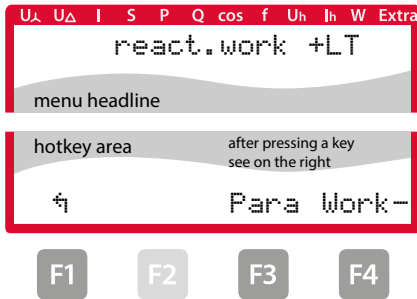 U⅄ U△ I S P Q cos f Uh Ih W Extra
react.work +LT
menu headline
hotkey area
after pressing a key
see on the right
↰ Para Work-
F1 F2 F3 F4